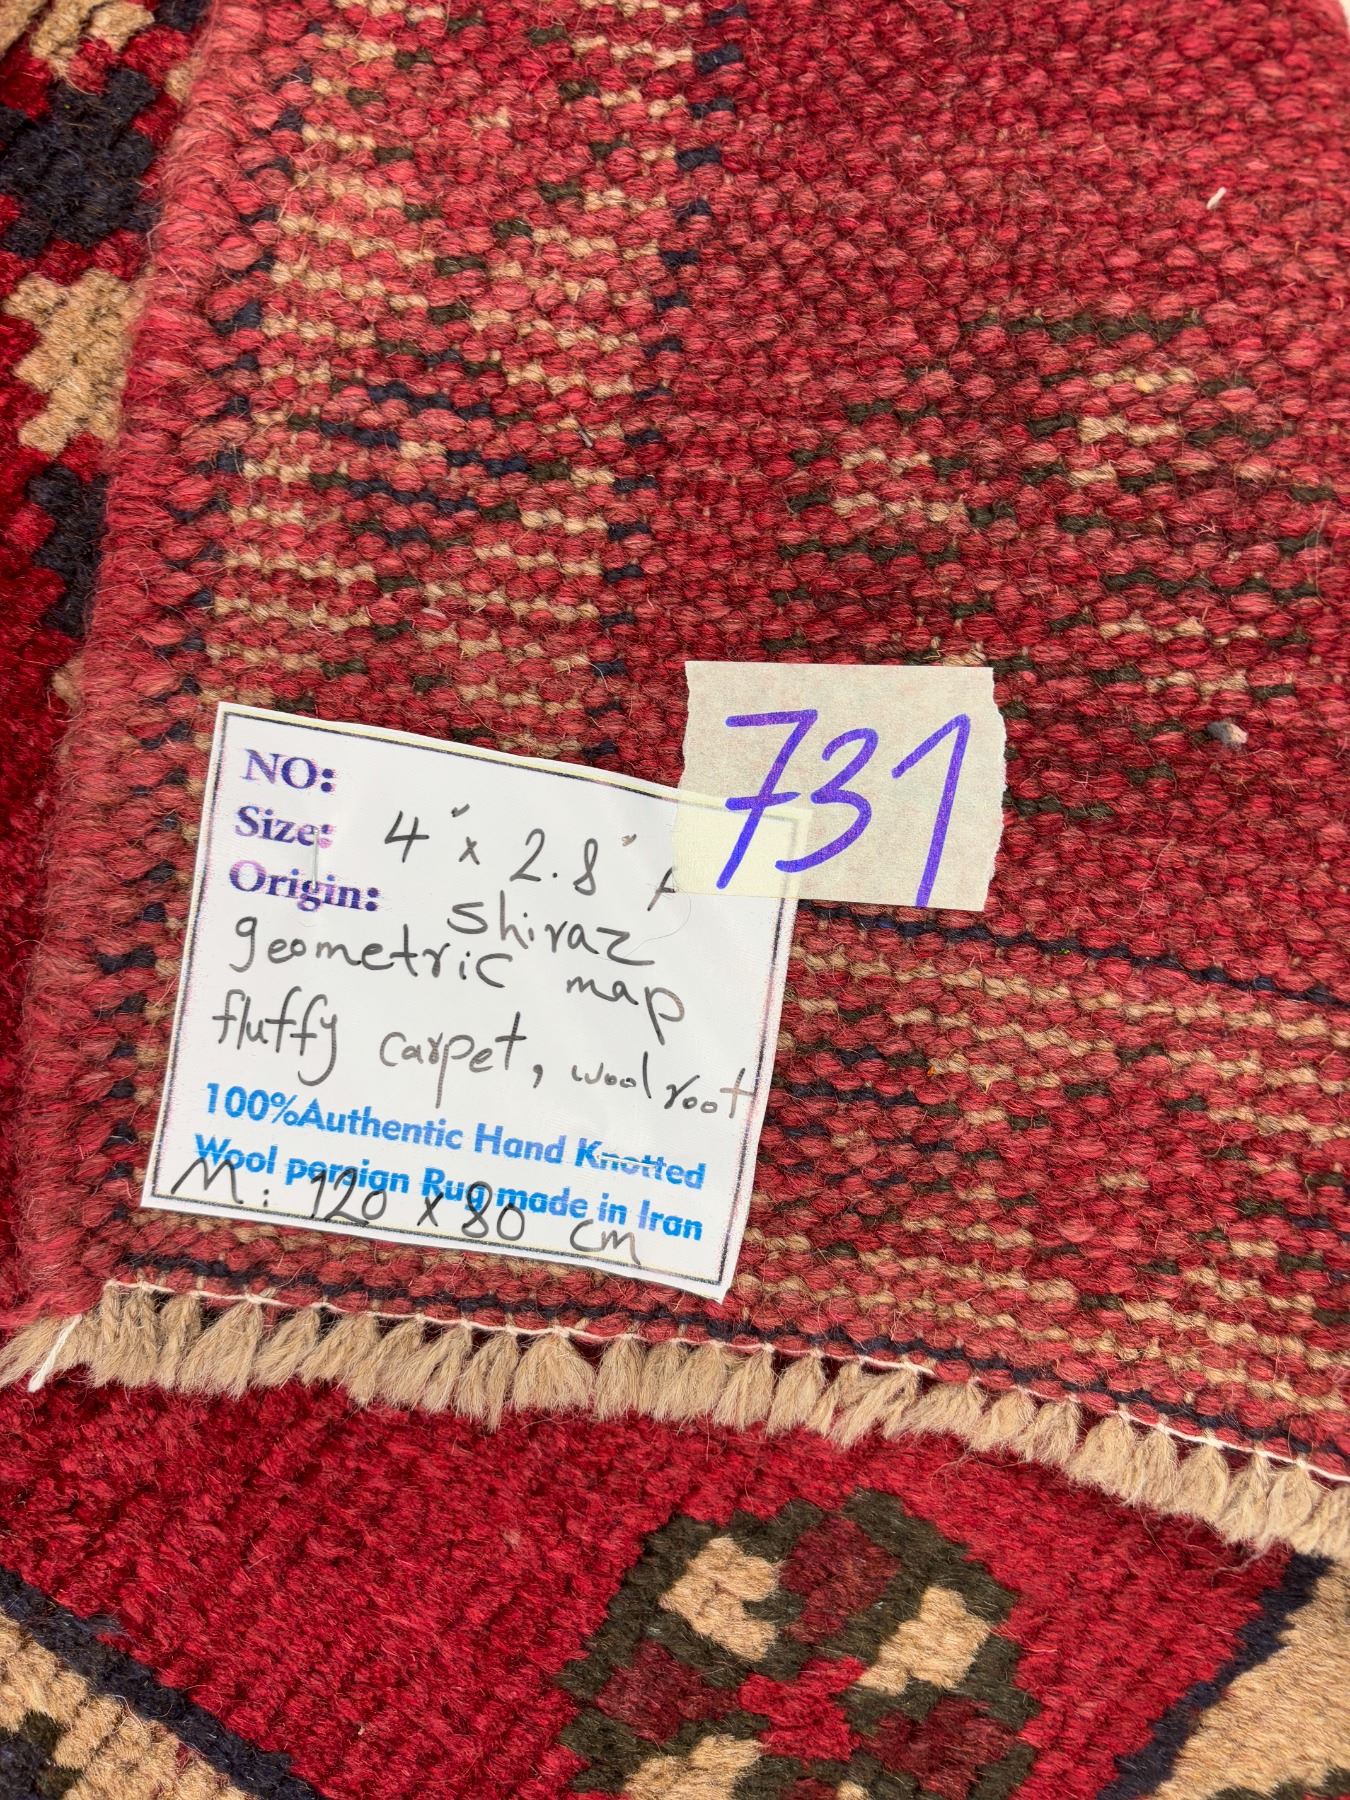 731
NO:
Size: 4" x 2.8"
Origin: Shiraz
geometric map
fluffy carpet, wool root
100%Authentic Hand Knotted
Wool persian Rug made in Iran
M: 120 x 80 cm